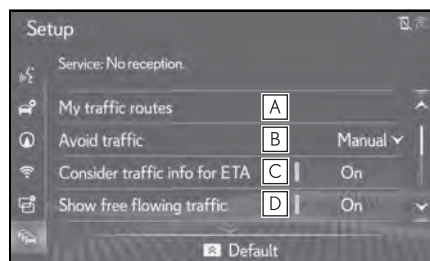 Setup
Service: No reception.
My traffic routes A
Avoid traffic B Manual
Consider traffic info for ETA C On
Show free flowing traffic D On
Default